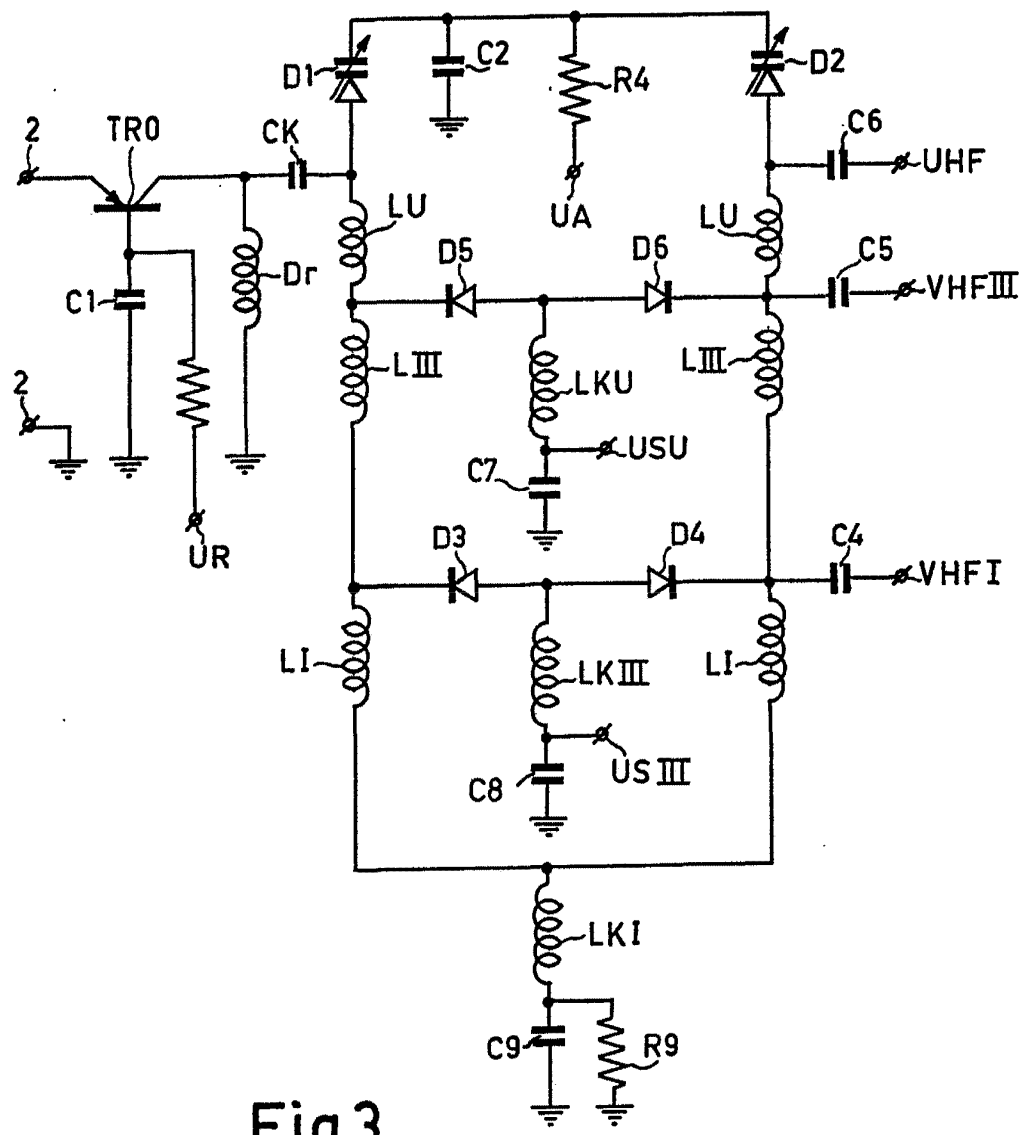 D1
C2
R4
D2
2
TR0
CK
C6
UHF
UA
LU
LU
D5
D6
C5
VHFIII
C1
Dr
LIII
LIII
LKU
2
USU
C7
UR
D3
D4
C4
VHFI
LI
LKIII
LI
USIII
C8
LKI
C9
R9
Fig.3